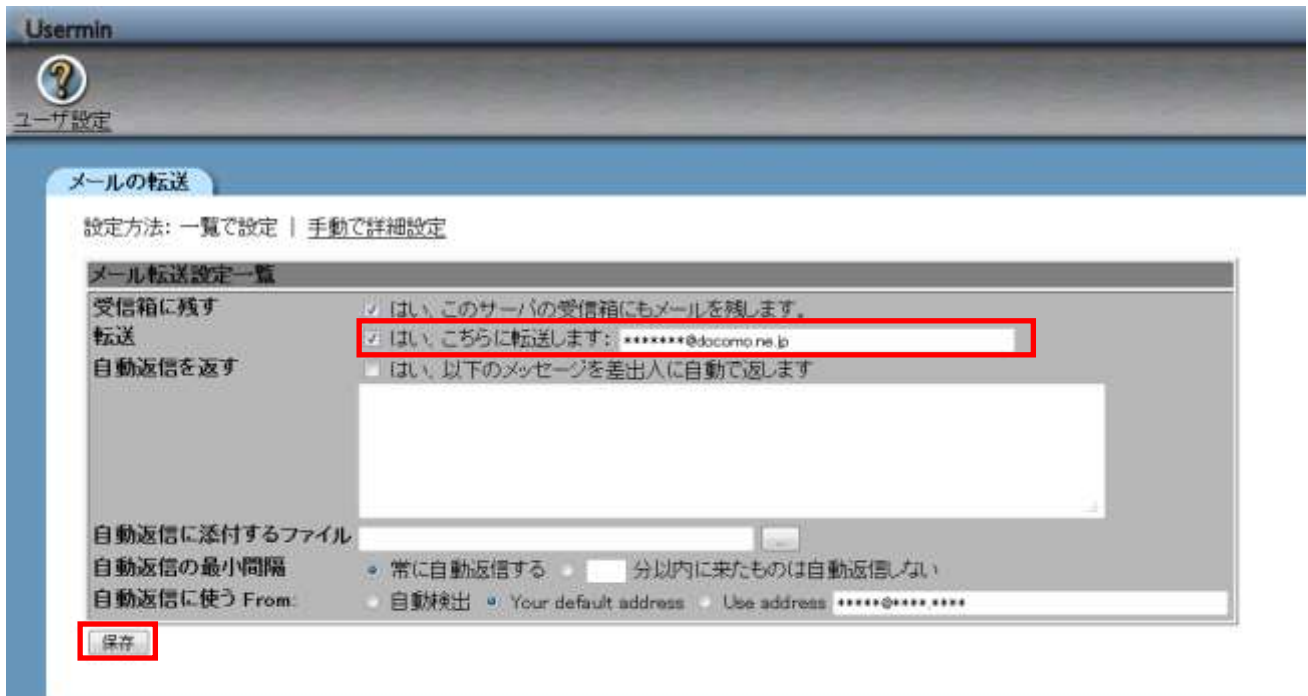 Usermin
ユーザ設定
メールの転送
設定方法: 一覧で設定 | 手動で詳細設定
メール転送設定一覧
受信箱に残す はい、このサーバの受信箱にもメールを残します。
転送 はい、こちらに転送します: *******@docomo.ne.jp
自動返信を返す はい、以下のメッセージを差出人に自動で返します
自動返信に添付するファイル ...
自動返信の最小間隔 常に自動返信する 分以内に来たものは自動返信しない
自動返信に使う From: 自動検出 Your default address Use address *****@****.****
保存